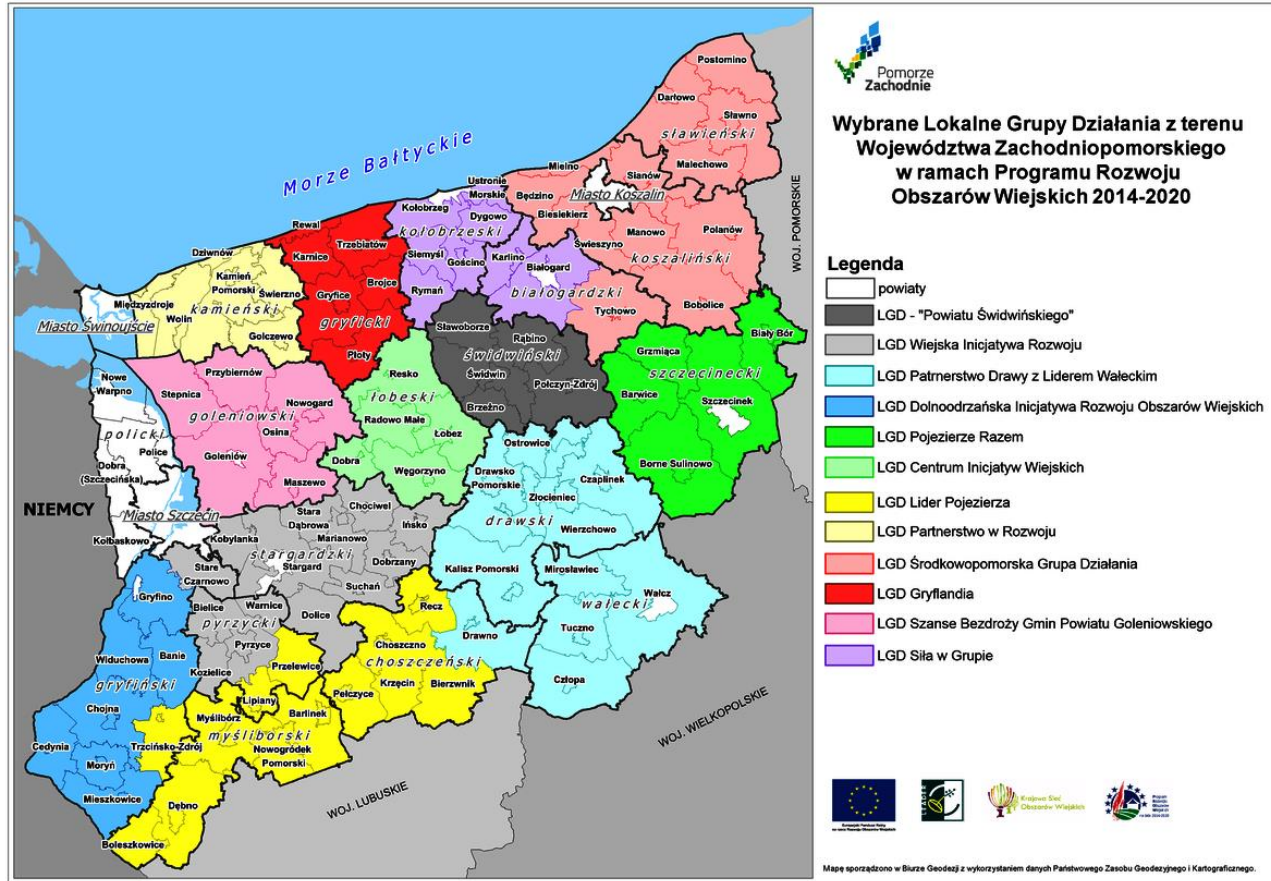 Pomorze
Zachodnie
Wybrane Lokalne Grupy Działania z terenu
Województwa Zachodniopomorskiego
w ramach Programu Rozwoju
Obszarów Wiejskich 2014-2020
Legenda
powiaty
LGD - "Powiatu Świdwińskiego"
LGD Wiejska Inicjatywa Rozwoju
LGD Patrnerstwo Drawy z Liderem Wałeckim
LGD Dolnoodrzańska Inicjatywa Rozwoju Obszarów Wiejskich
LGD Pojezierze Razem
LGD Centrum Inicjatyw Wiejskich
LGD Lider Pojezierza
LGD Partnerstwo w Rozwoju
LGD Środkowopomorska Grupa Działania
LGD Gryflandia
LGD Szanse Bezdroży Gmin Powiatu Goleniowskiego
LGD Siła w Grupie
Morze Bałtyckie
Postomino
Darłowo
Sławno
sławieński
Malechowo
Mielno
Sianów
Miasto Koszalin
Będzino
Biesiekierz
Manowo
Polanów
Świeszyno
koszaliński
Bobolice
Tychowo
WOJ. POMORSKIE
Ustronie
Morskie
Kołobrzeg
Dygowo
kołobrzeski
Siemyśl
Gościno
Rymań
Karlino
Białogard
białogardzki
Rewal
Trzebiatów
Karnice
Brojce
Gryfice
gryficki
Płoty
Dziwnów
Kamień
Pomorski
Świerzno
Międzyzdroje
kamieński
Wolin
Golczewo
Miasto Świnoujście
Sławoborze
Rąbino
świdwiński
Świdwin
Połczyn-Zdrój
Brzeżno
Biały Bór
Grzmiąca
szczecinecki
Barwice
Szczecinek
Borne Sulinowo
Nowe
Warpno
policki
Police
Dobra
(Szczecińska)
Miasto Szczecin
Kołbaskowo
NIEMCY
Przybiernów
Stepnica
Nowogard
goleniowski
Osina
Goleniów
Maszewo
Resko
łobeski
Radowo Małe
Łobez
Dobra
Węgorzyno
Ostrowice
Drawsko
Pomorskie
Czaplinek
Złocieniec
drawski
Wierzchowo
Kalisz Pomorski
Mirosławiec
Wałcz
wałecki
Tuczno
Człopa
Drawno
Stara
Dąbrowa
Chociwel
Ińsko
Kobylanka
Marianowo
stargardzki
Stargard
Dobrzany
Stare
Czarnowo
Suchań
Dolice
Bielice
Warnice
pyrzycki
Pyrzyce
Kozielice
Przelewice
Recz
Choszczno
choszczeński
Krzęcin
Bierzwnik
Pełczyce
Lipiany
Myślibórz
Barlinek
myśliborski
Nowogródek
Pomorski
Gryfino
Widuchowa
Banie
gryfiński
Chojna
Cedynia
Trzcińsko-Zdrój
Moryń
Mieszkowice
Dębno
Boleszkowice
WOJ. LUBUSKIE
WOJ. WIELKOPOLSKIE
LEADER
Krajowa Sieć
Obszarów Wiejskich
Mapę sporządzono w Biurze Geodezji z wykorzystaniem danych Państwowego Zasobu Geodezyjnego i Kartograficznego.